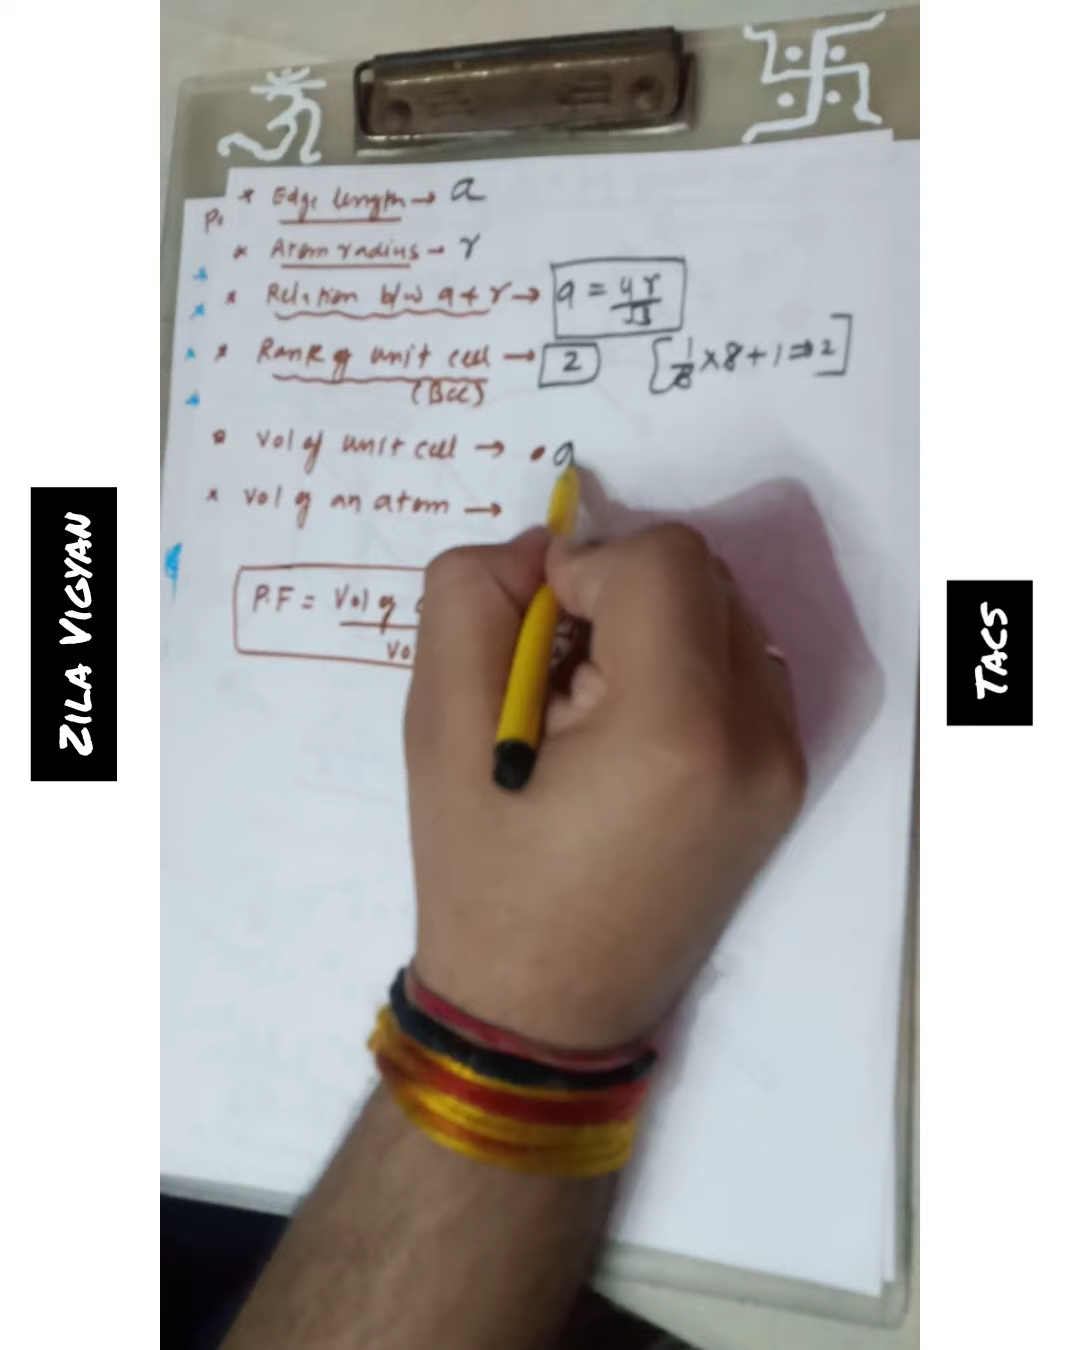 * Edge length → a
P.
* Atom radius → r
* Relation b/w a & r → a = 4r/√3
* Rank of unit cell → 2 [1/8 × 8 + 1 ⇒ 2]
(BCC)
* Vol of unit cell → a
* Vol of an atom →
P.F = Vol of
Vo
ZILA VIGYAN
TACS